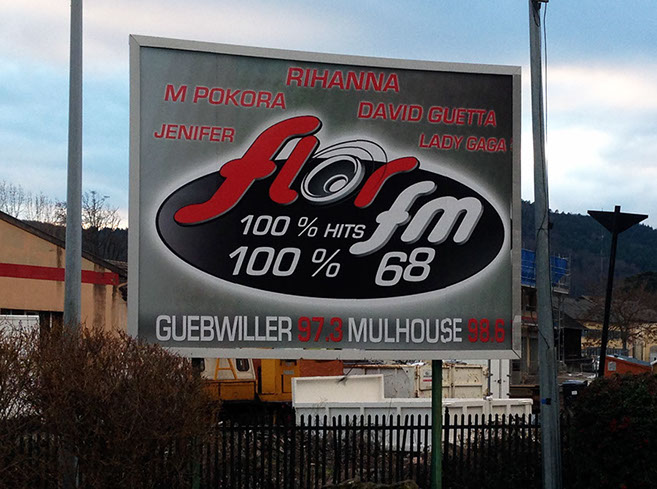 RIHANNA
M POKORA
DAVID GUETTA
JENIFER
LADY GAGA
flor fm
100 % HITS
100 % 68
GUEBWILLER 97.3 MULHOUSE 98.6